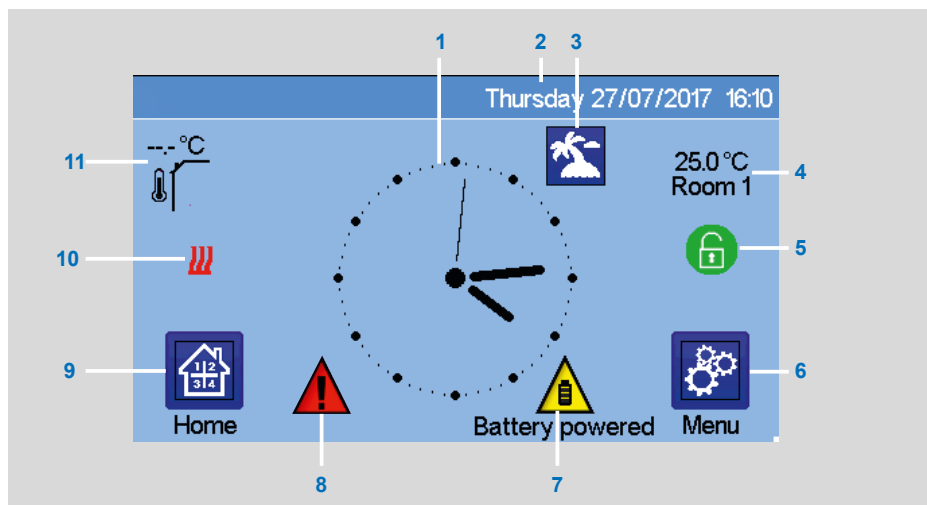 1 2 3
Thursday 27/07/2017 16:10
--,- °C
11
25.0 °C
Room 1
4
10
5
1 2
3 4
9
6
Home
Battery powered
Menu
8
7